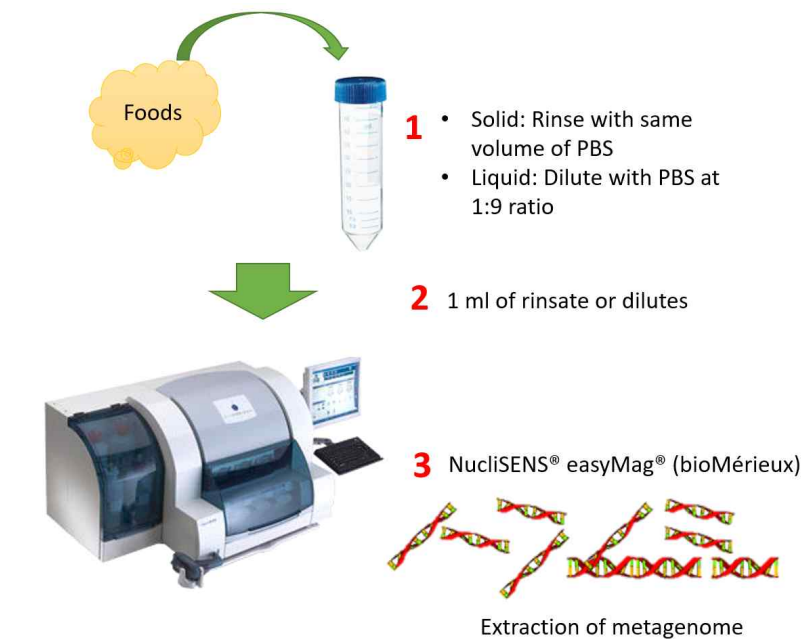 Foods
1
• Solid: Rinse with same
volume of PBS
• Liquid: Dilute with PBS at
1:9 ratio
2 1 ml of rinsate or dilutes
3 NucliSENS® easyMag® (bioMérieux)
Extraction of metagenome